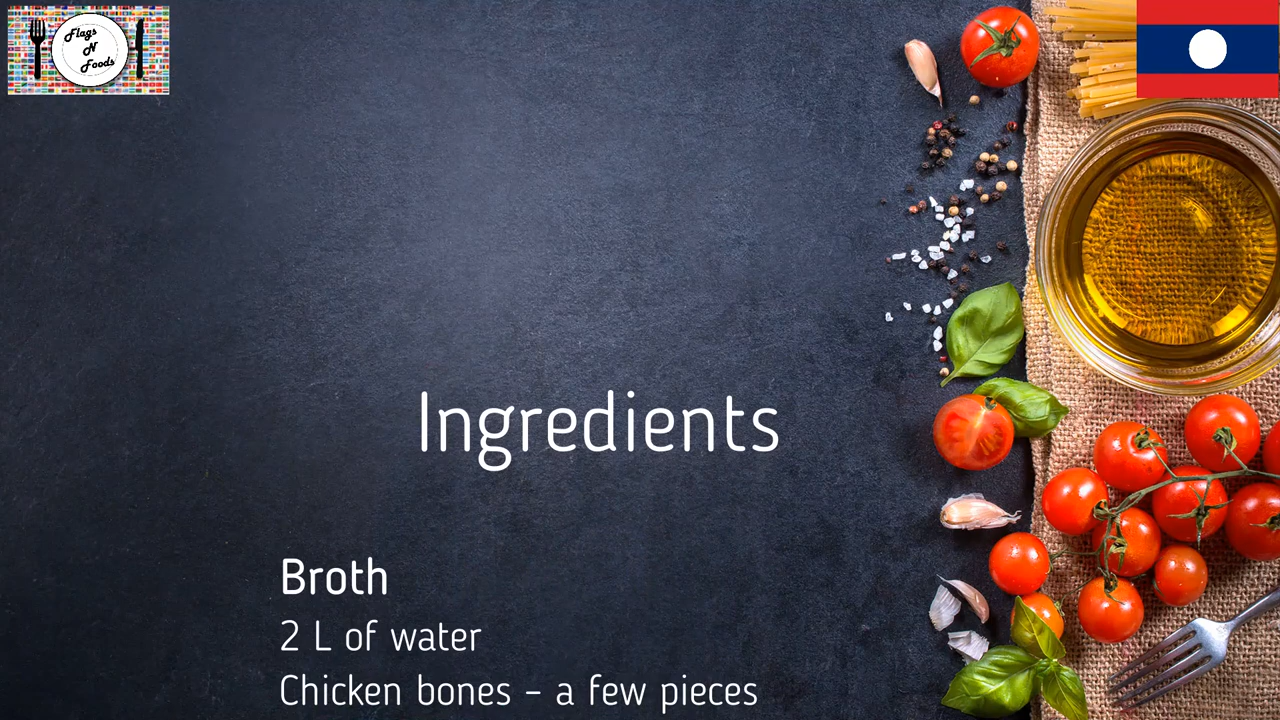 Flags
N
Foods
Ingredients
Broth
2 L of water
Chicken bones - a few pieces